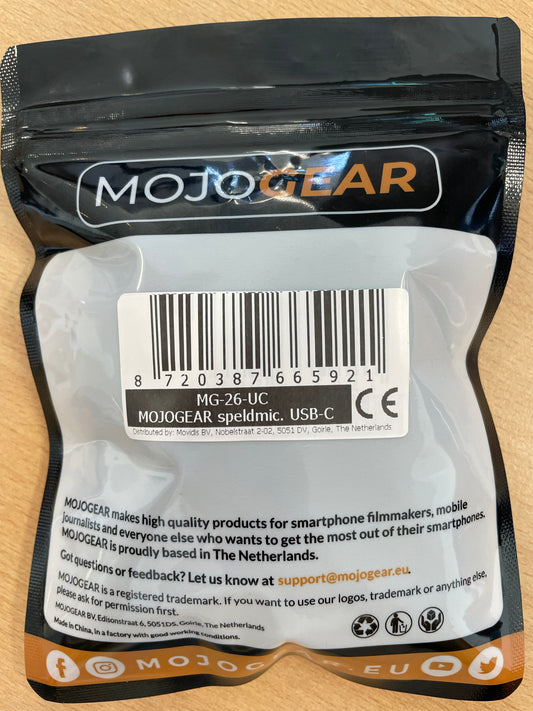 MOJOGEAR
8 720387 665921
MG-26-UC
MOJOGEAR speldmic. USB-C
CE
Distributed by: Movidis BV, Nobelstraat 2-02, 5051 DV, Goirle, The Netherlands
MOJOGEAR makes high quality products for smartphone filmmakers, mobile
journalists and everyone else who wants to get the most out of their smartphones.
MOJOGEAR is proudly based in The Netherlands.
Got questions or feedback? Let us know at support@mojogear.eu.
MOJOGEAR is a registered trademark. If you want to use our logos, trademark or anything else,
please ask for permission first.
MOJOGEAR BV, Edisonstraat 6, 5051DS, Goirle, The Netherlands
Made in China, in a factory with good working conditions.
MOJOGEAR.EU